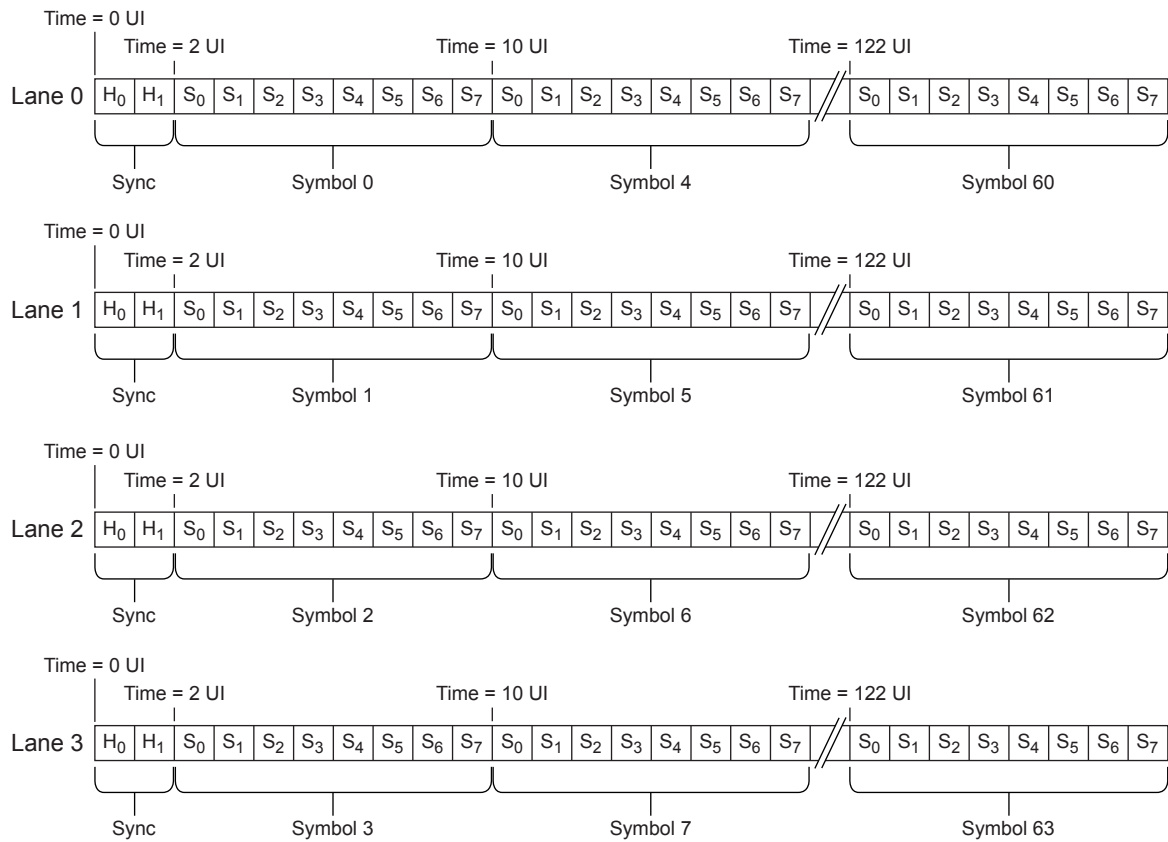 Time = 0 UI
Time = 2 UI Time = 10 UI Time = 122 UI
Lane 0 H₀ H₁ S₀ S₁ S₂ S₃ S₄ S₅ S₆ S₇ S₀ S₁ S₂ S₃ S₄ S₅ S₆ S₇ S₀ S₁ S₂ S₃ S₄ S₅ S₆ S₇
Sync Symbol 0 Symbol 4 Symbol 60
Time = 0 UI
Time = 2 UI Time = 10 UI Time = 122 UI
Lane 1 H₀ H₁ S₀ S₁ S₂ S₃ S₄ S₅ S₆ S₇ S₀ S₁ S₂ S₃ S₄ S₅ S₆ S₇ S₀ S₁ S₂ S₃ S₄ S₅ S₆ S₇
Sync Symbol 1 Symbol 5 Symbol 61
Time = 0 UI
Time = 2 UI Time = 10 UI Time = 122 UI
Lane 2 H₀ H₁ S₀ S₁ S₂ S₃ S₄ S₅ S₆ S₇ S₀ S₁ S₂ S₃ S₄ S₅ S₆ S₇ S₀ S₁ S₂ S₃ S₄ S₅ S₆ S₇
Sync Symbol 2 Symbol 6 Symbol 62
Time = 0 UI
Time = 2 UI Time = 10 UI Time = 122 UI
Lane 3 H₀ H₁ S₀ S₁ S₂ S₃ S₄ S₅ S₆ S₇ S₀ S₁ S₂ S₃ S₄ S₅ S₆ S₇ S₀ S₁ S₂ S₃ S₄ S₅ S₆ S₇
Sync Symbol 3 Symbol 7 Symbol 63